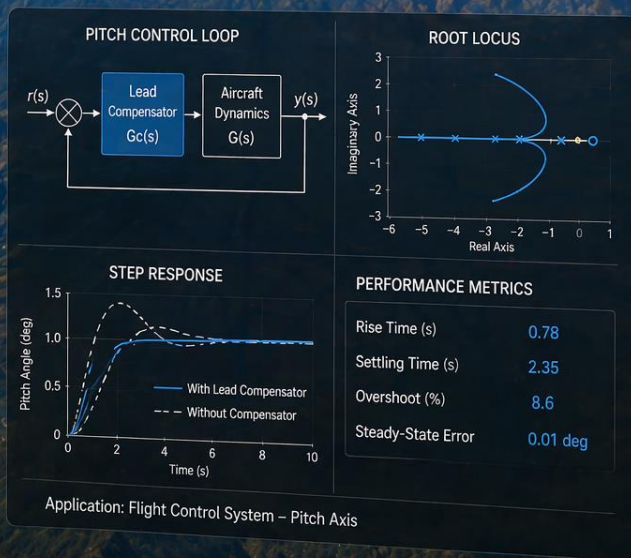 PITCH CONTROL LOOP
r(s)
Lead
Compensator
Gc(s)
Aircraft
Dynamics
G(s)
y(s)
ROOT LOCUS
Imaginary Axis
3
2
1
0
−1
−2
−3
−6 −5 −4 −3 −2 −1 0 1
Real Axis
STEP RESPONSE
Pitch Angle (deg)
1.5
1.0
0.5
0
With Lead Compensator
Without Compensator
0 2 4 6 8 10
Time (s)
PERFORMANCE METRICS
Rise Time (s) 0.78
Settling Time (s) 2.35
Overshoot (%) 8.6
Steady-State Error 0.01 deg
Application: Flight Control System – Pitch Axis